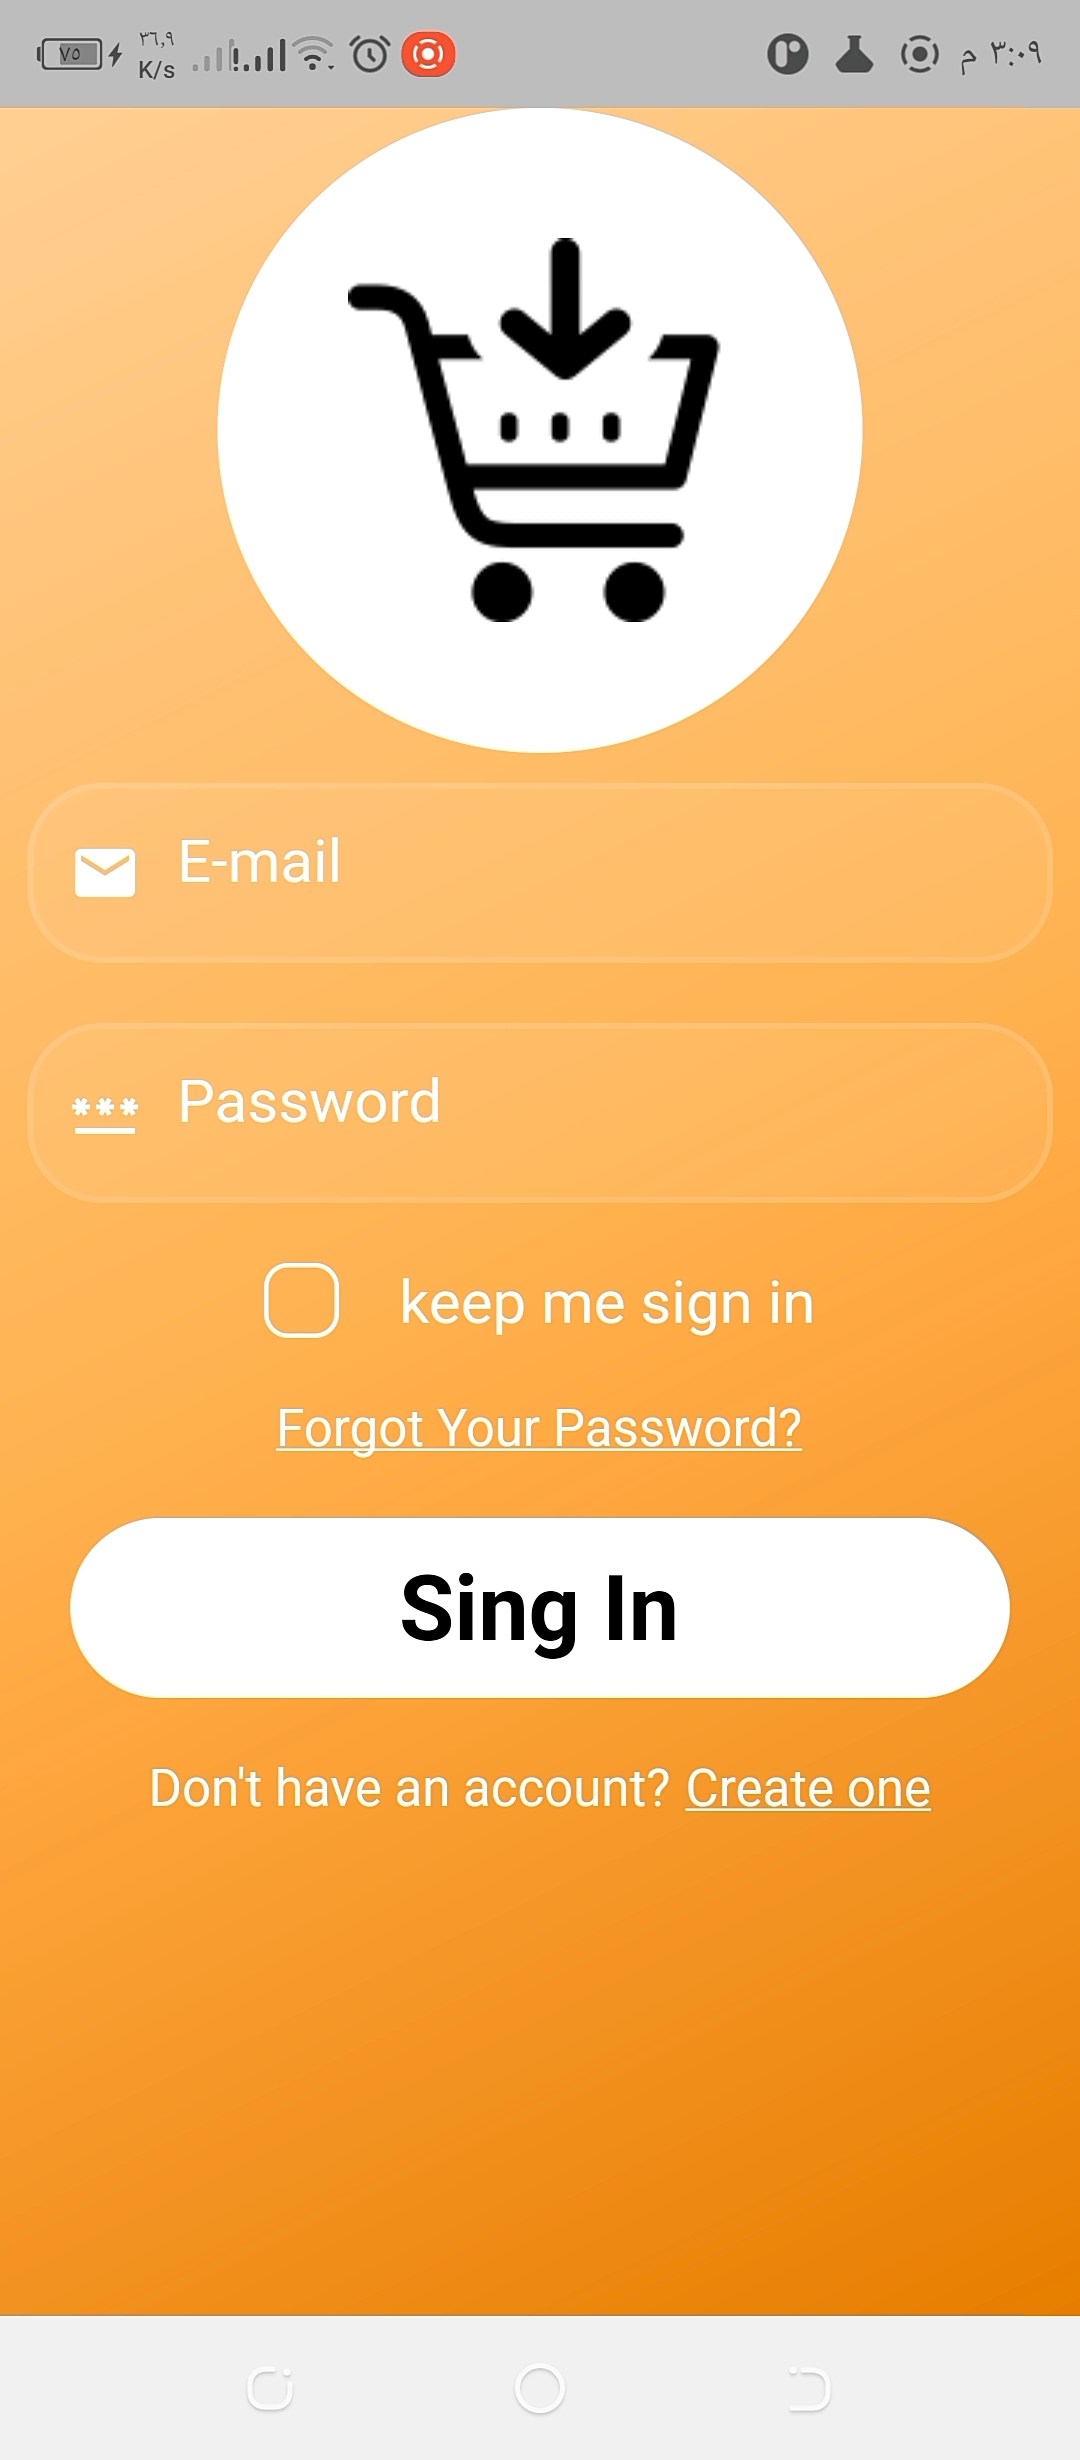 ٧٥
٣٦,٩
K/s
٣:٠٩ م
E-mail
Password
keep me sign in
Forgot Your Password?
Sing In
Don't have an account? Create one